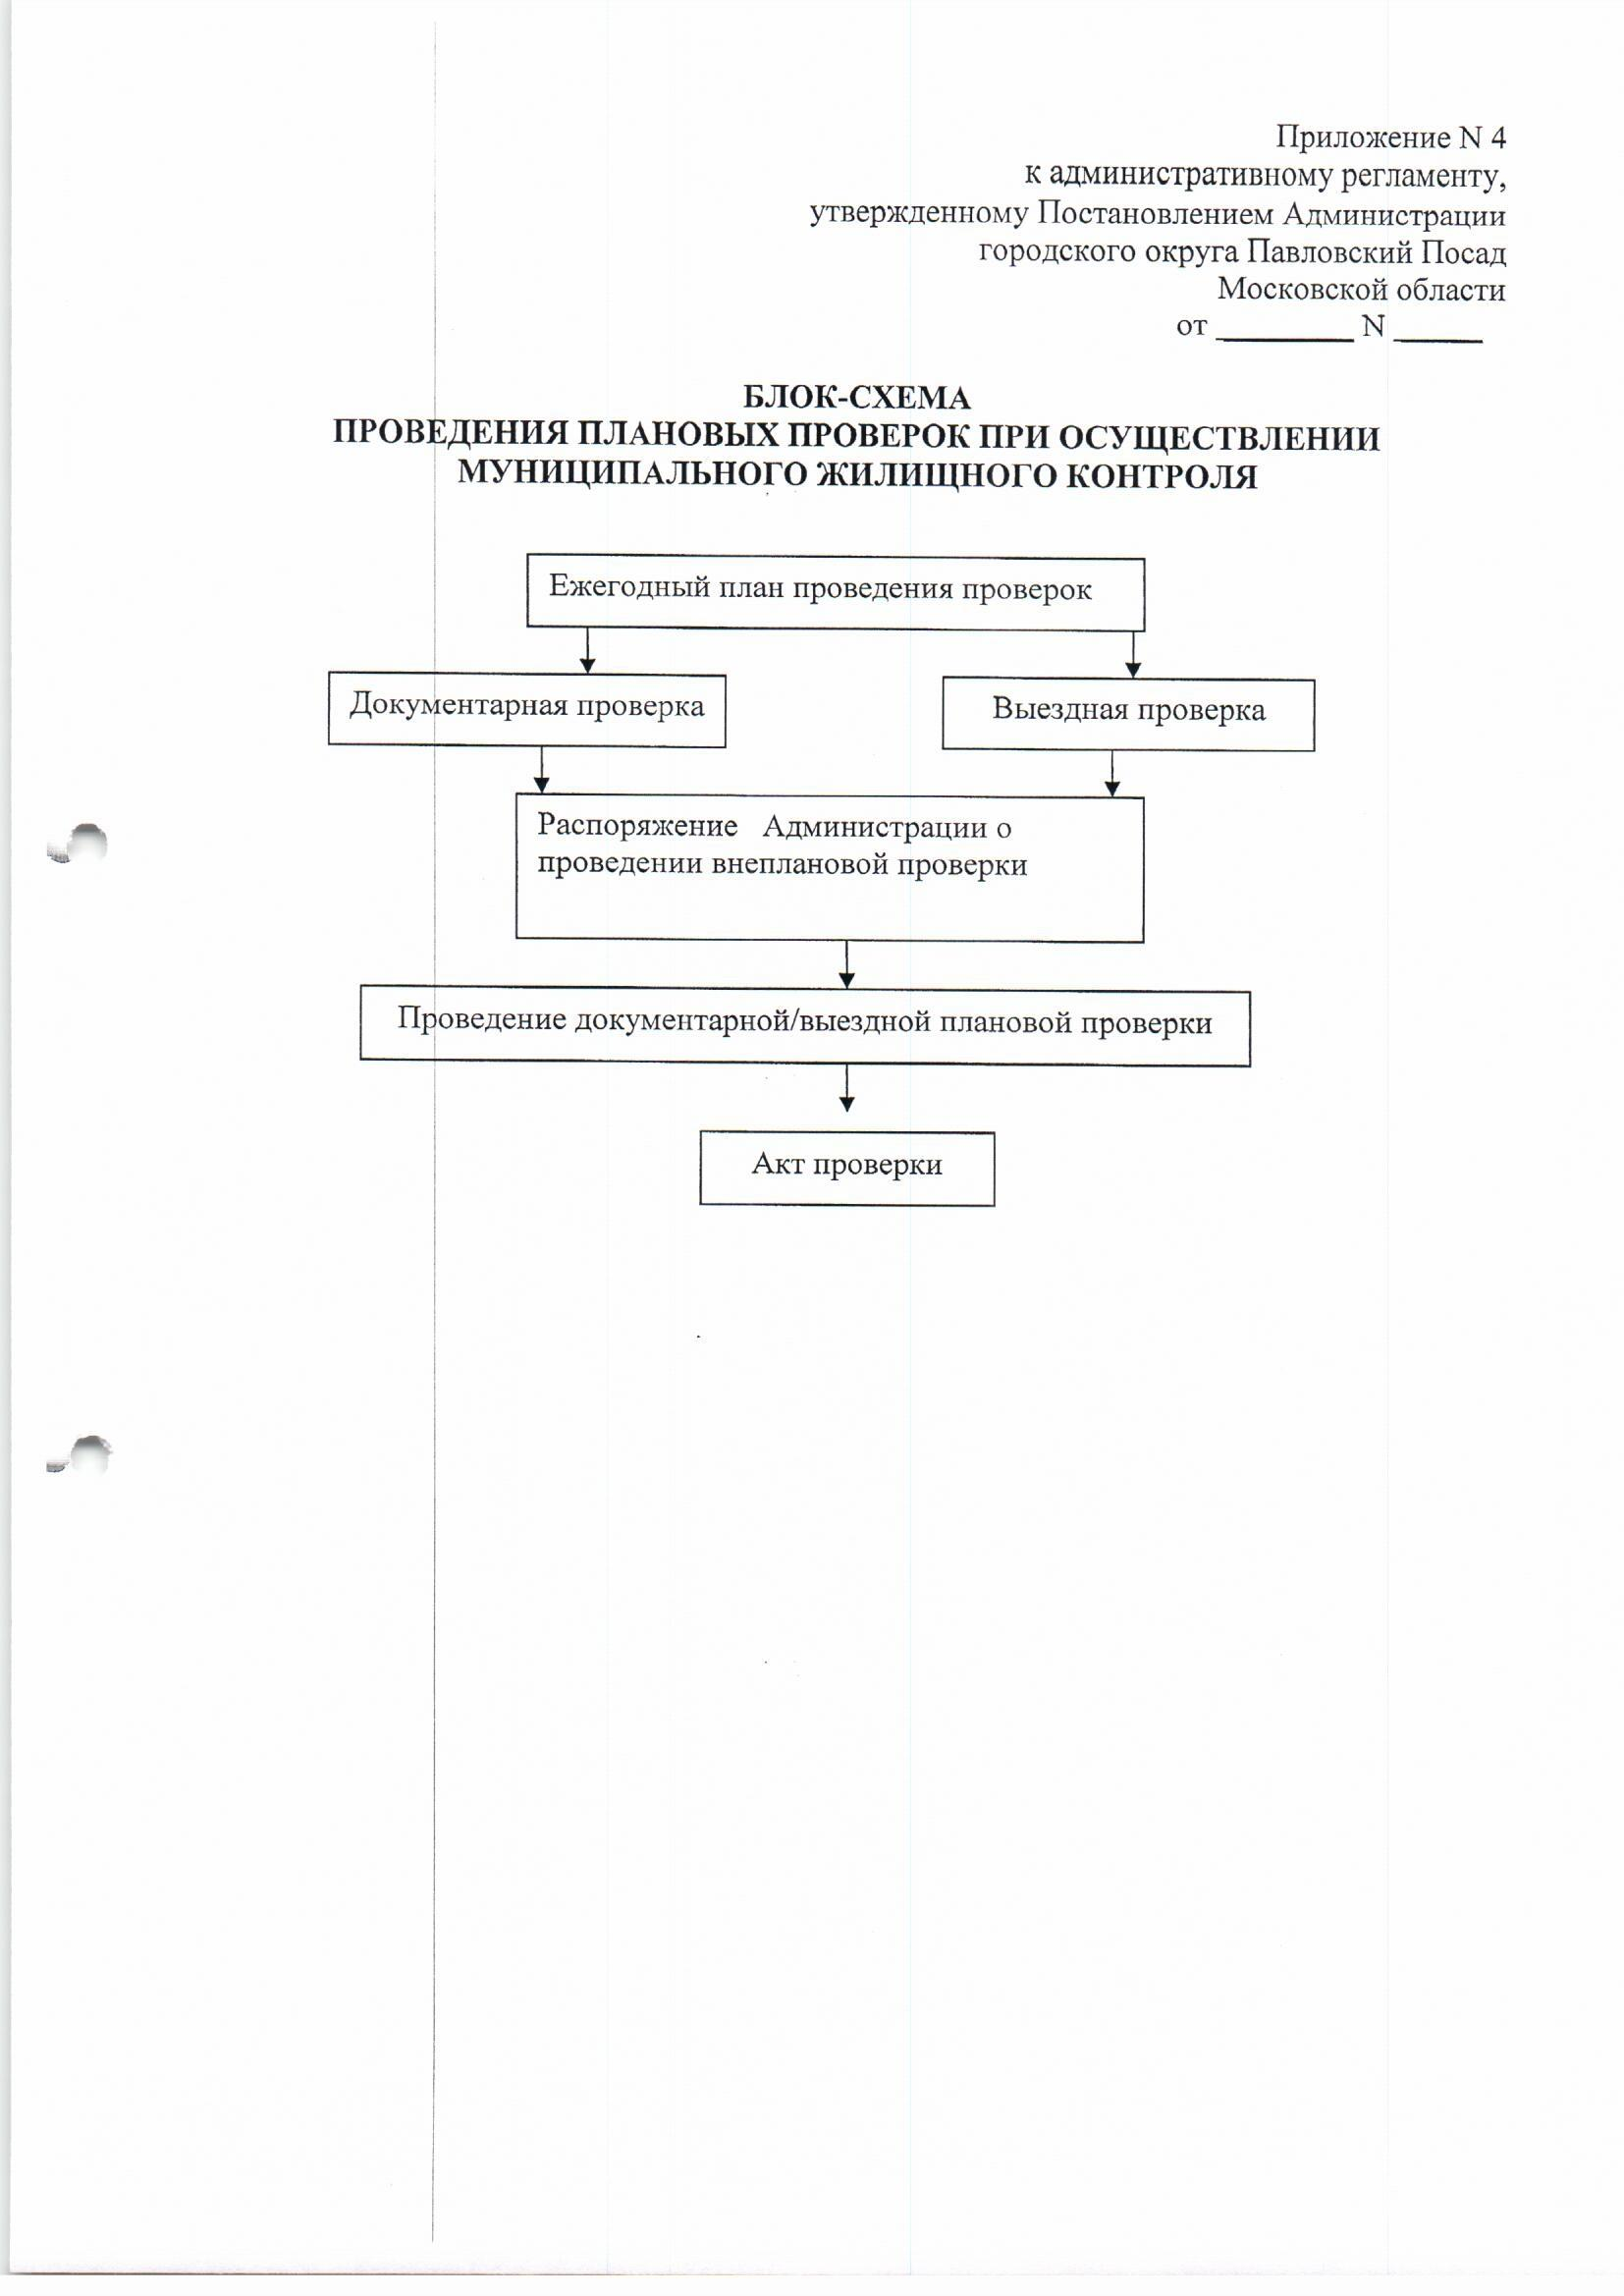 Приложение N 4
к административному регламенту,
утвержденному Постановлением Администрации
городского округа Павловский Посад
Московской области
от _________ N ______
БЛОК-СХЕМА
ПРОВЕДЕНИЯ ПЛАНОВЫХ ПРОВЕРОК ПРИ ОСУЩЕСТВЛЕНИИ
МУНИЦИПАЛЬНОГО ЖИЛИЩНОГО КОНТРОЛЯ
Ежегодный план проведения проверок
Документарная проверка
Выездная проверка
Распоряжение Администрации о
проведении внеплановой проверки
Проведение документарной/выездной плановой проверки
Акт проверки